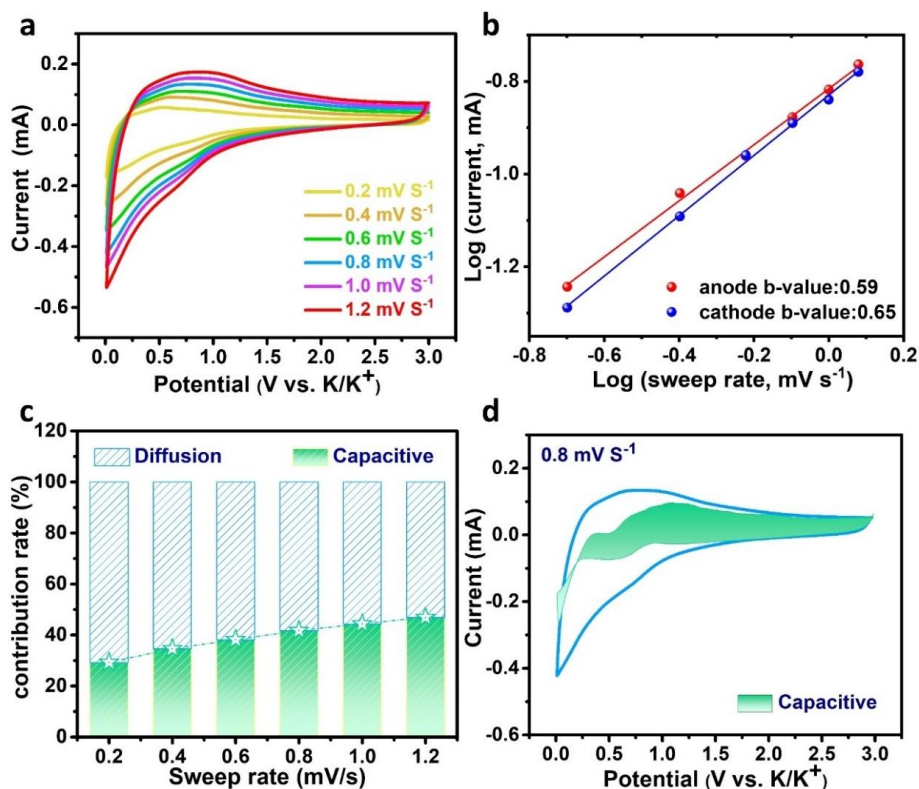 a
0.2
0.0
-0.2
-0.4
-0.6
Current (mA)
0.2 mV S⁻¹
0.4 mV S⁻¹
0.6 mV S⁻¹
0.8 mV S⁻¹
1.0 mV S⁻¹
1.2 mV S⁻¹
0.0 0.5 1.0 1.5 2.0 2.5 3.0
Potential (V vs. K/K⁺)
b
-0.8
-1.0
-1.2
Log (current, mA)
anode b-value:0.59
cathode b-value:0.65
-0.8 -0.4 -0.4 0.0 0.2
Log (sweep rate, mV s⁻¹)
c
120
100
80
60
40
20
0
contribution rate (%)
Diffusion Capacitive
0.2 0.4 0.6 0.8 1.0 1.2
Sweep rate (mV/s)
d
0.8 mV S⁻¹
0.2
0.0
-0.2
-0.4
-0.6
Current (mA)
Capacitive
0.0 0.5 1.0 1.5 2.0 2.5 3.0
Potential (V vs. K/K⁺)